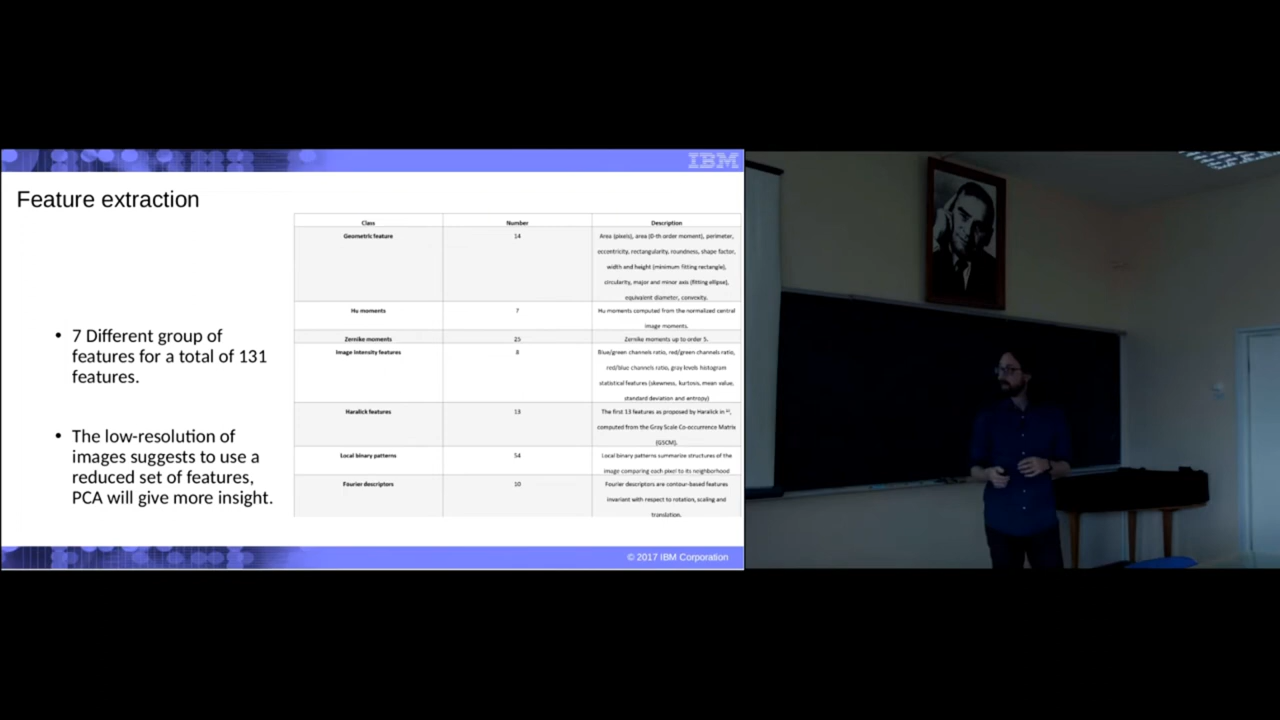 IBM
Feature extraction
• 7 Different group of
features for a total of 131
features.
• The low-resolution of
images suggests to use a
reduced set of features,
PCA will give more insight.
Class Number Description
Geometric feature 14 Area (pixels), area (0-th order moment), perimeter,
eccentricity, rectangularity, roundness, shape factor,
width and height (minimum fitting rectangle),
circularity, major and minor axis (fitting ellipse),
equivalent diameter, convexity.
Hu moments 7 Hu moments computed from the normalized central
image moments.
Zernike moments 25 Zernike moments up to order 5.
Image Intensity features 8 Blue/green channels ratio, red/green channels ratio,
red/blue channels ratio, gray levels histogram
statistical features (skewness, kurtosis, mean value,
standard deviation and entropy)
Haralick features 13 The first 13 features as proposed by Haralick in
computed from the Gray Scale Co-occurrence Matrix
(GSCM).
Local binary patterns 54 Local binary patterns summarize structures of the
image comparing each pixel to its neighborhood
Fourier descriptors 10 Fourier descriptors are contour-based features
invariant with respect to rotation, scaling and
translation.
© 2017 IBM Corporation